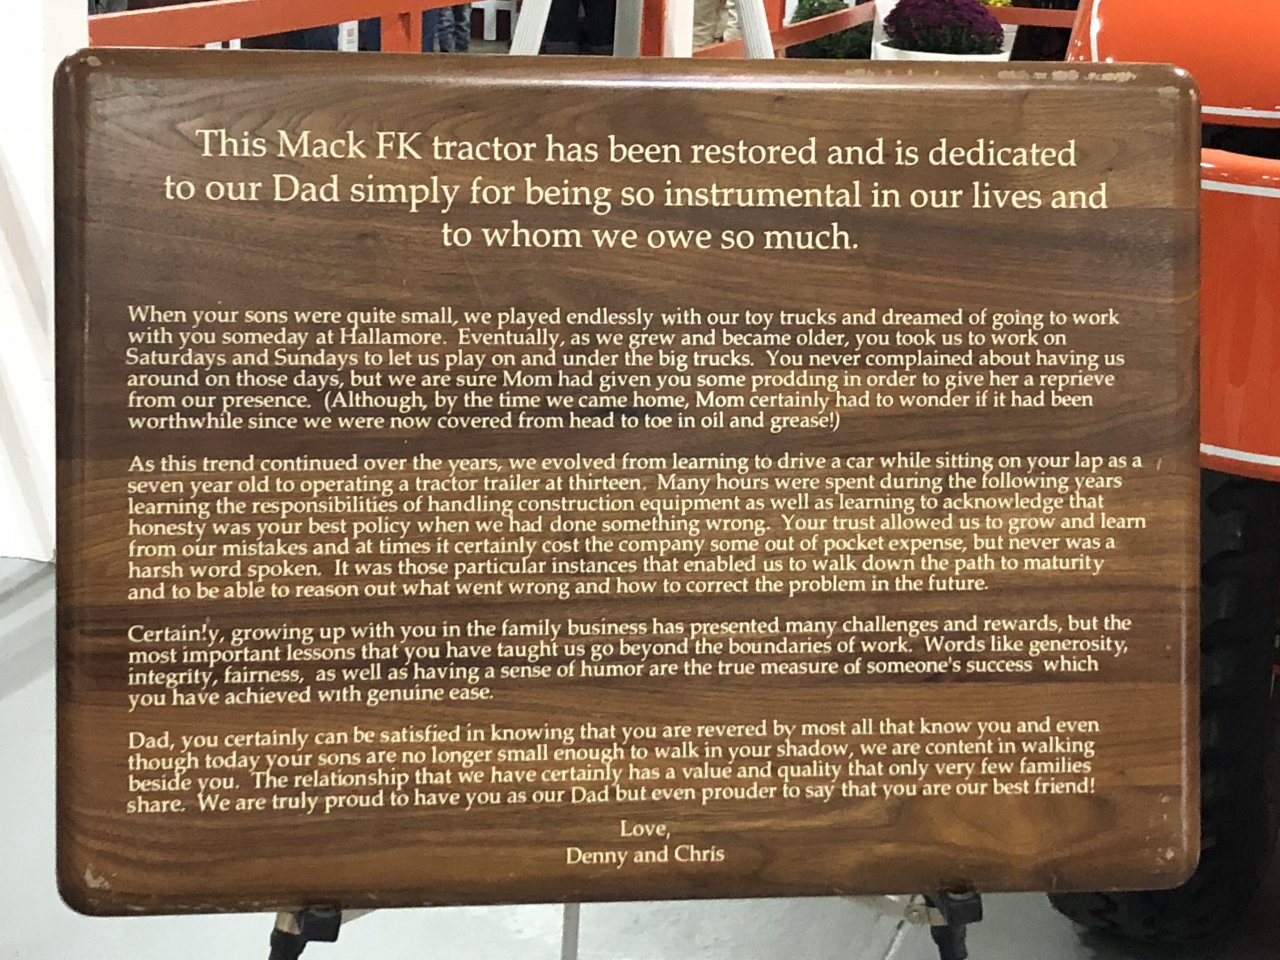 This Mack FK tractor has been restored and is dedicated
to our Dad simply for being so instrumental in our lives and
to whom we owe so much.
When your sons were quite small, we played endlessly with our toy trucks and dreamed of going to work
with you someday at Hallamore. Eventually, as we grew and became older, you took us to work on
Saturdays and Sundays to let us play on and under the big trucks. You never complained about having us
around on those days, but we are sure Mom had given you some prodding in order to give her a reprieve
from our presence. (Although, by the time we came home, Mom certainly had to wonder if it had been
worthwhile since we were now covered from head to toe in oil and grease!)
As this trend continued over the years, we evolved from learning to drive a car while sitting on your lap as a
seven year old to operating a tractor trailer at thirteen. Many hours were spent during the following years
learning the responsibilities of handling construction equipment as well as learning to acknowledge that
honesty was your best policy when we had done something wrong. Your trust allowed us to grow and learn
from our mistakes and at times it certainly cost the company some out of pocket expense, but never was a
harsh word spoken. It was those particular instances that enabled us to walk down the path to maturity
and to be able to reason out what went wrong and how to correct the problem in the future.
Certainly, growing up with you in the family business has presented many challenges and rewards, but the
most important lessons that you have taught us go beyond the boundaries of work. Words like generosity,
integrity, fairness, as well as having a sense of humor are the true measure of someone's success which
you have achieved with genuine ease.
Dad, you certainly can be satisfied in knowing that you are revered by most all that know you and even
though today your sons are no longer small enough to walk in your shadow, we are content in walking
beside you. The relationship that we have certainly has a value and quality that only very few families
share. We are truly proud to have you as our Dad but even prouder to say that you are our best friend!
Love,
Denny and Chris